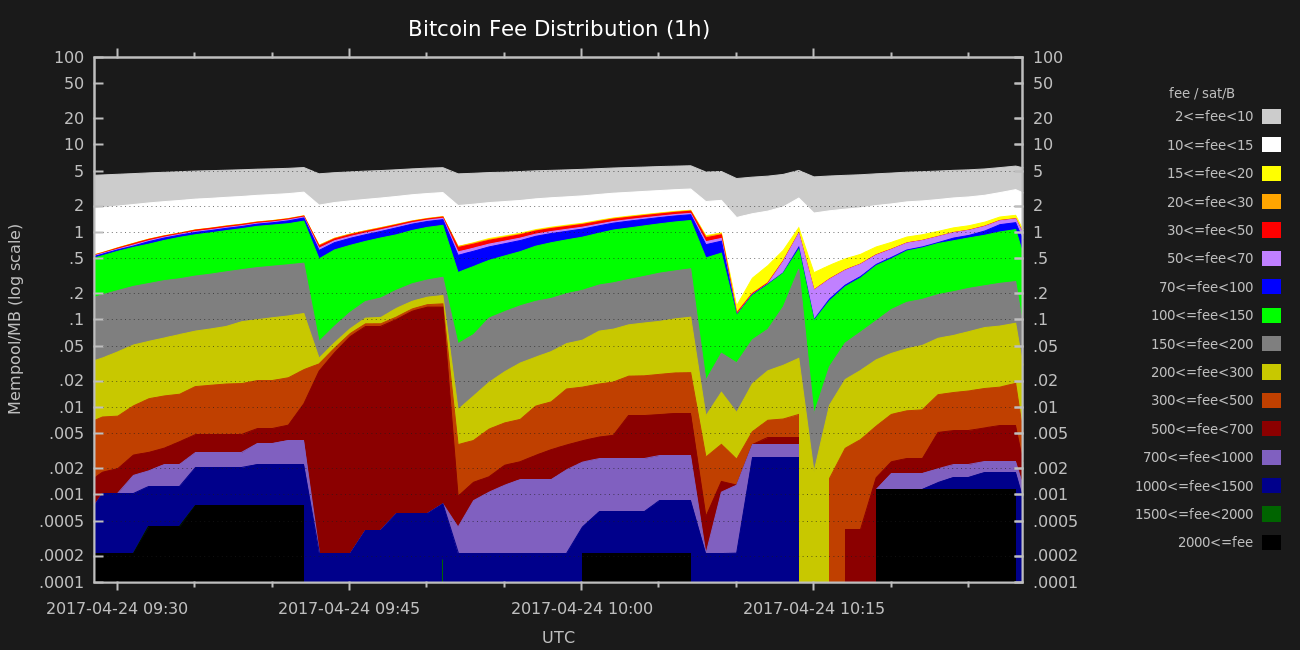 Bitcoin Fee Distribution (1h)
Mempool/MB (log scale)
100
50
20
10
5
2
1
.5
.2
.1
.05
.02
.01
.005
.002
.001
.0005
.0002
.0001
100
50
20
10
5
2
1
.5
.2
.1
.05
.02
.01
.005
.002
.001
.0005
.0002
.0001
fee / sat/B
2<=fee<10
10<=fee<15
15<=fee<20
20<=fee<30
30<=fee<50
50<=fee<70
70<=fee<100
100<=fee<150
150<=fee<200
200<=fee<300
300<=fee<500
500<=fee<700
700<=fee<1000
1000<=fee<1500
1500<=fee<2000
2000<=fee
2017-04-24 09:30 2017-04-24 09:45 2017-04-24 10:00 2017-04-24 10:15
UTC